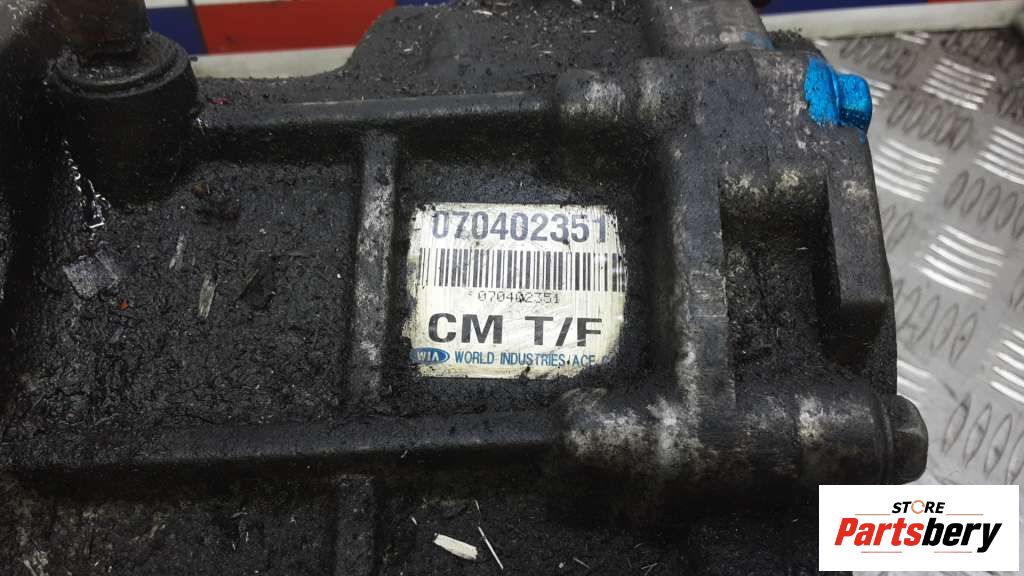 070402351
070402351
CM T/F
WIA WORLD INDUSTRIES, ACE
STORE
Partsbery